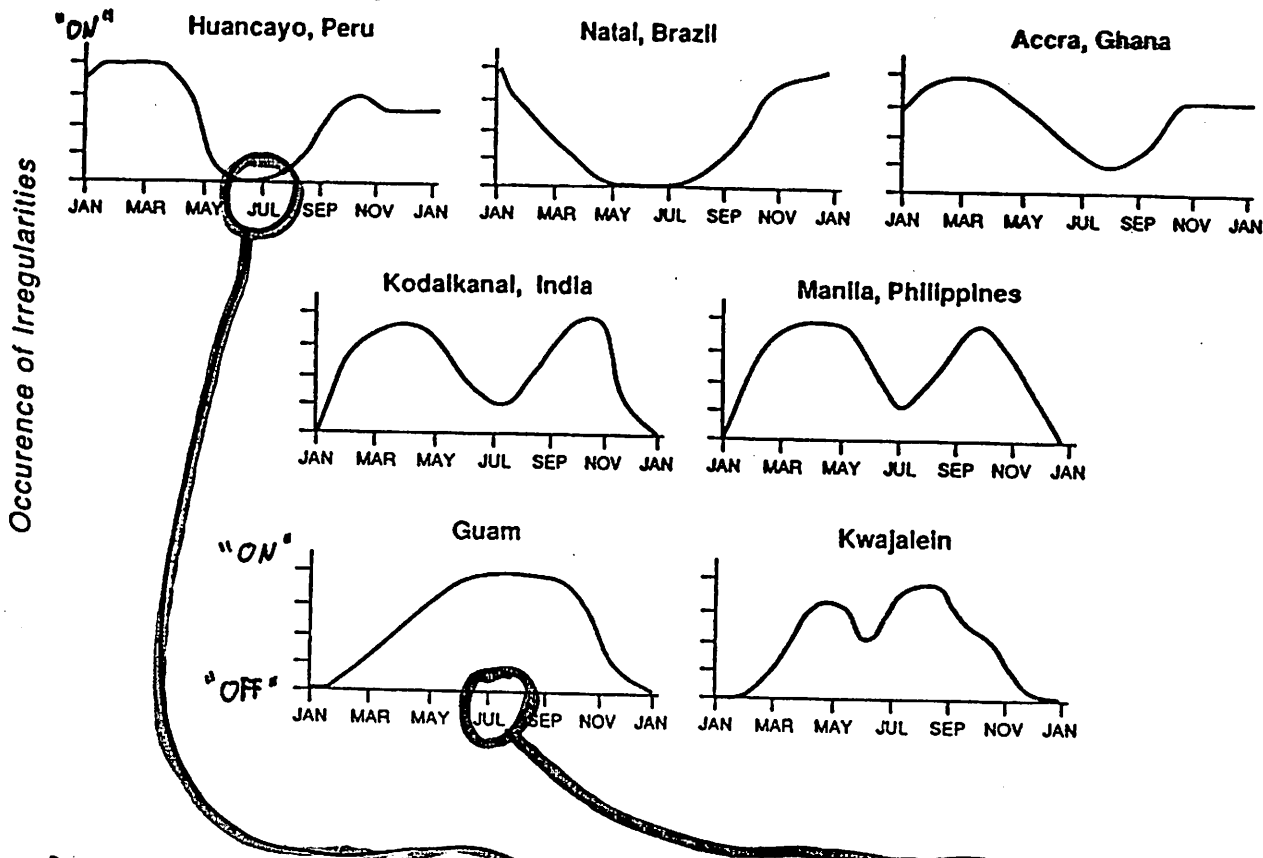 "ON"
Huancayo, Peru
Natal, Brazil
Accra, Ghana
Occurence of Irregularities
JAN MAR MAY JUL SEP NOV JAN
JAN MAR MAY JUL SEP NOV JAN
JAN MAR MAY JUL SEP NOV JAN
Kodaikanal, India
Manila, Philippines
JAN MAR MAY JUL SEP NOV JAN
JAN MAR MAY JUL SEP NOV JAN
Guam
Kwajalein
"ON"
"OFF"
JAN MAR MAY JUL SEP NOV JAN
JAN MAR MAY JUL SEP NOV JAN